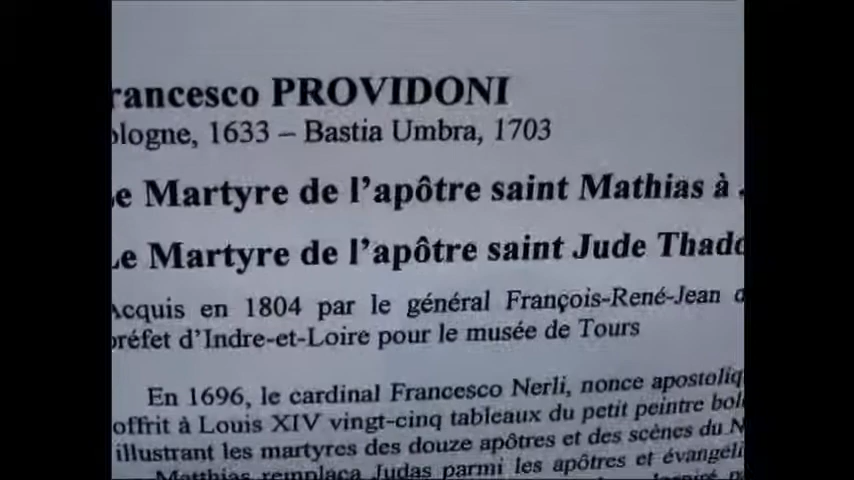 rancesco PROVIDONI
ologne, 1633 – Bastia Umbra, 1703
Le Martyre de l'apôtre saint Mathias à
Le Martyre de l'apôtre saint Jude Thadd
Acquis en 1804 par le général François-René-Jean
préfet d'Indre-et-Loire pour le musée de Tours
En 1696, le cardinal Francesco Nerli, nonce apostoliq
offrit à Louis XIV vingt-cinq tableaux du petit peintre bol
illustrant les martyres des douze apôtres et des scènes du N
Matthias remplaça Judas parmi les apôtres et évangéli